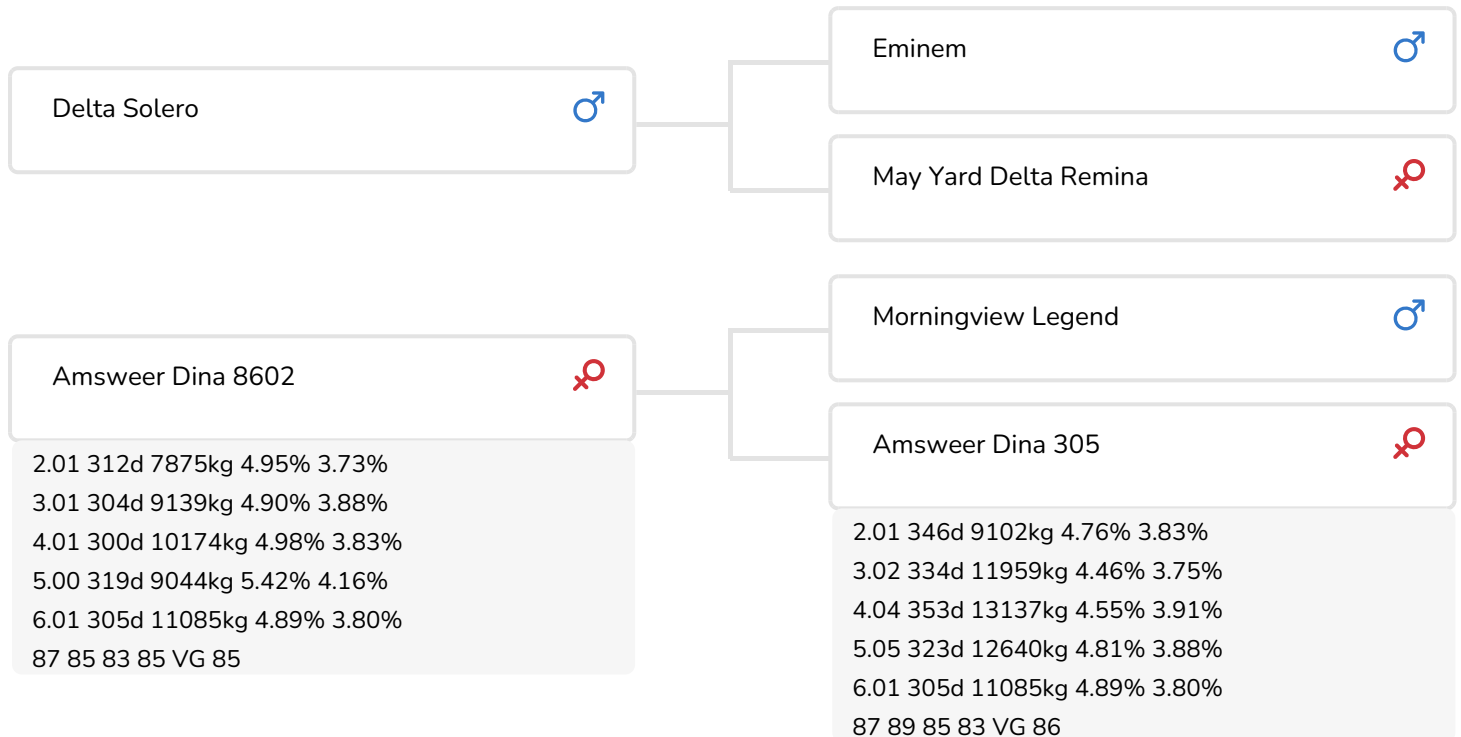 Delta Solero
Eminem
May Yard Delta Remina
Amsweer Dina 8602
2.01 312d 7875kg 4.95% 3.73%
3.01 304d 9139kg 4.90% 3.88%
4.01 300d 10174kg 4.98% 3.83%
5.00 319d 9044kg 5.42% 4.16%
6.01 305d 11085kg 4.89% 3.80%
87 85 83 85 VG 85
Morningview Legend
Amsweer Dina 305
2.01 346d 9102kg 4.76% 3.83%
3.02 334d 11959kg 4.46% 3.75%
4.04 353d 13137kg 4.55% 3.91%
5.05 323d 12640kg 4.81% 3.88%
6.01 305d 11085kg 4.89% 3.80%
87 89 85 83 VG 86